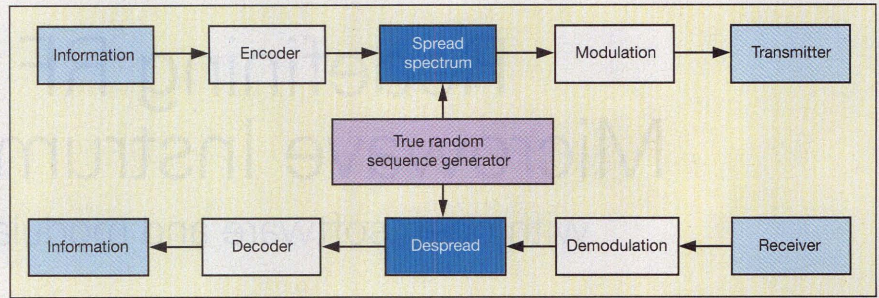 Information
Encoder
Spread
spectrum
Modulation
Transmitter
True random
sequence generator
Information
Decoder
Despread
Demodulation
Receiver